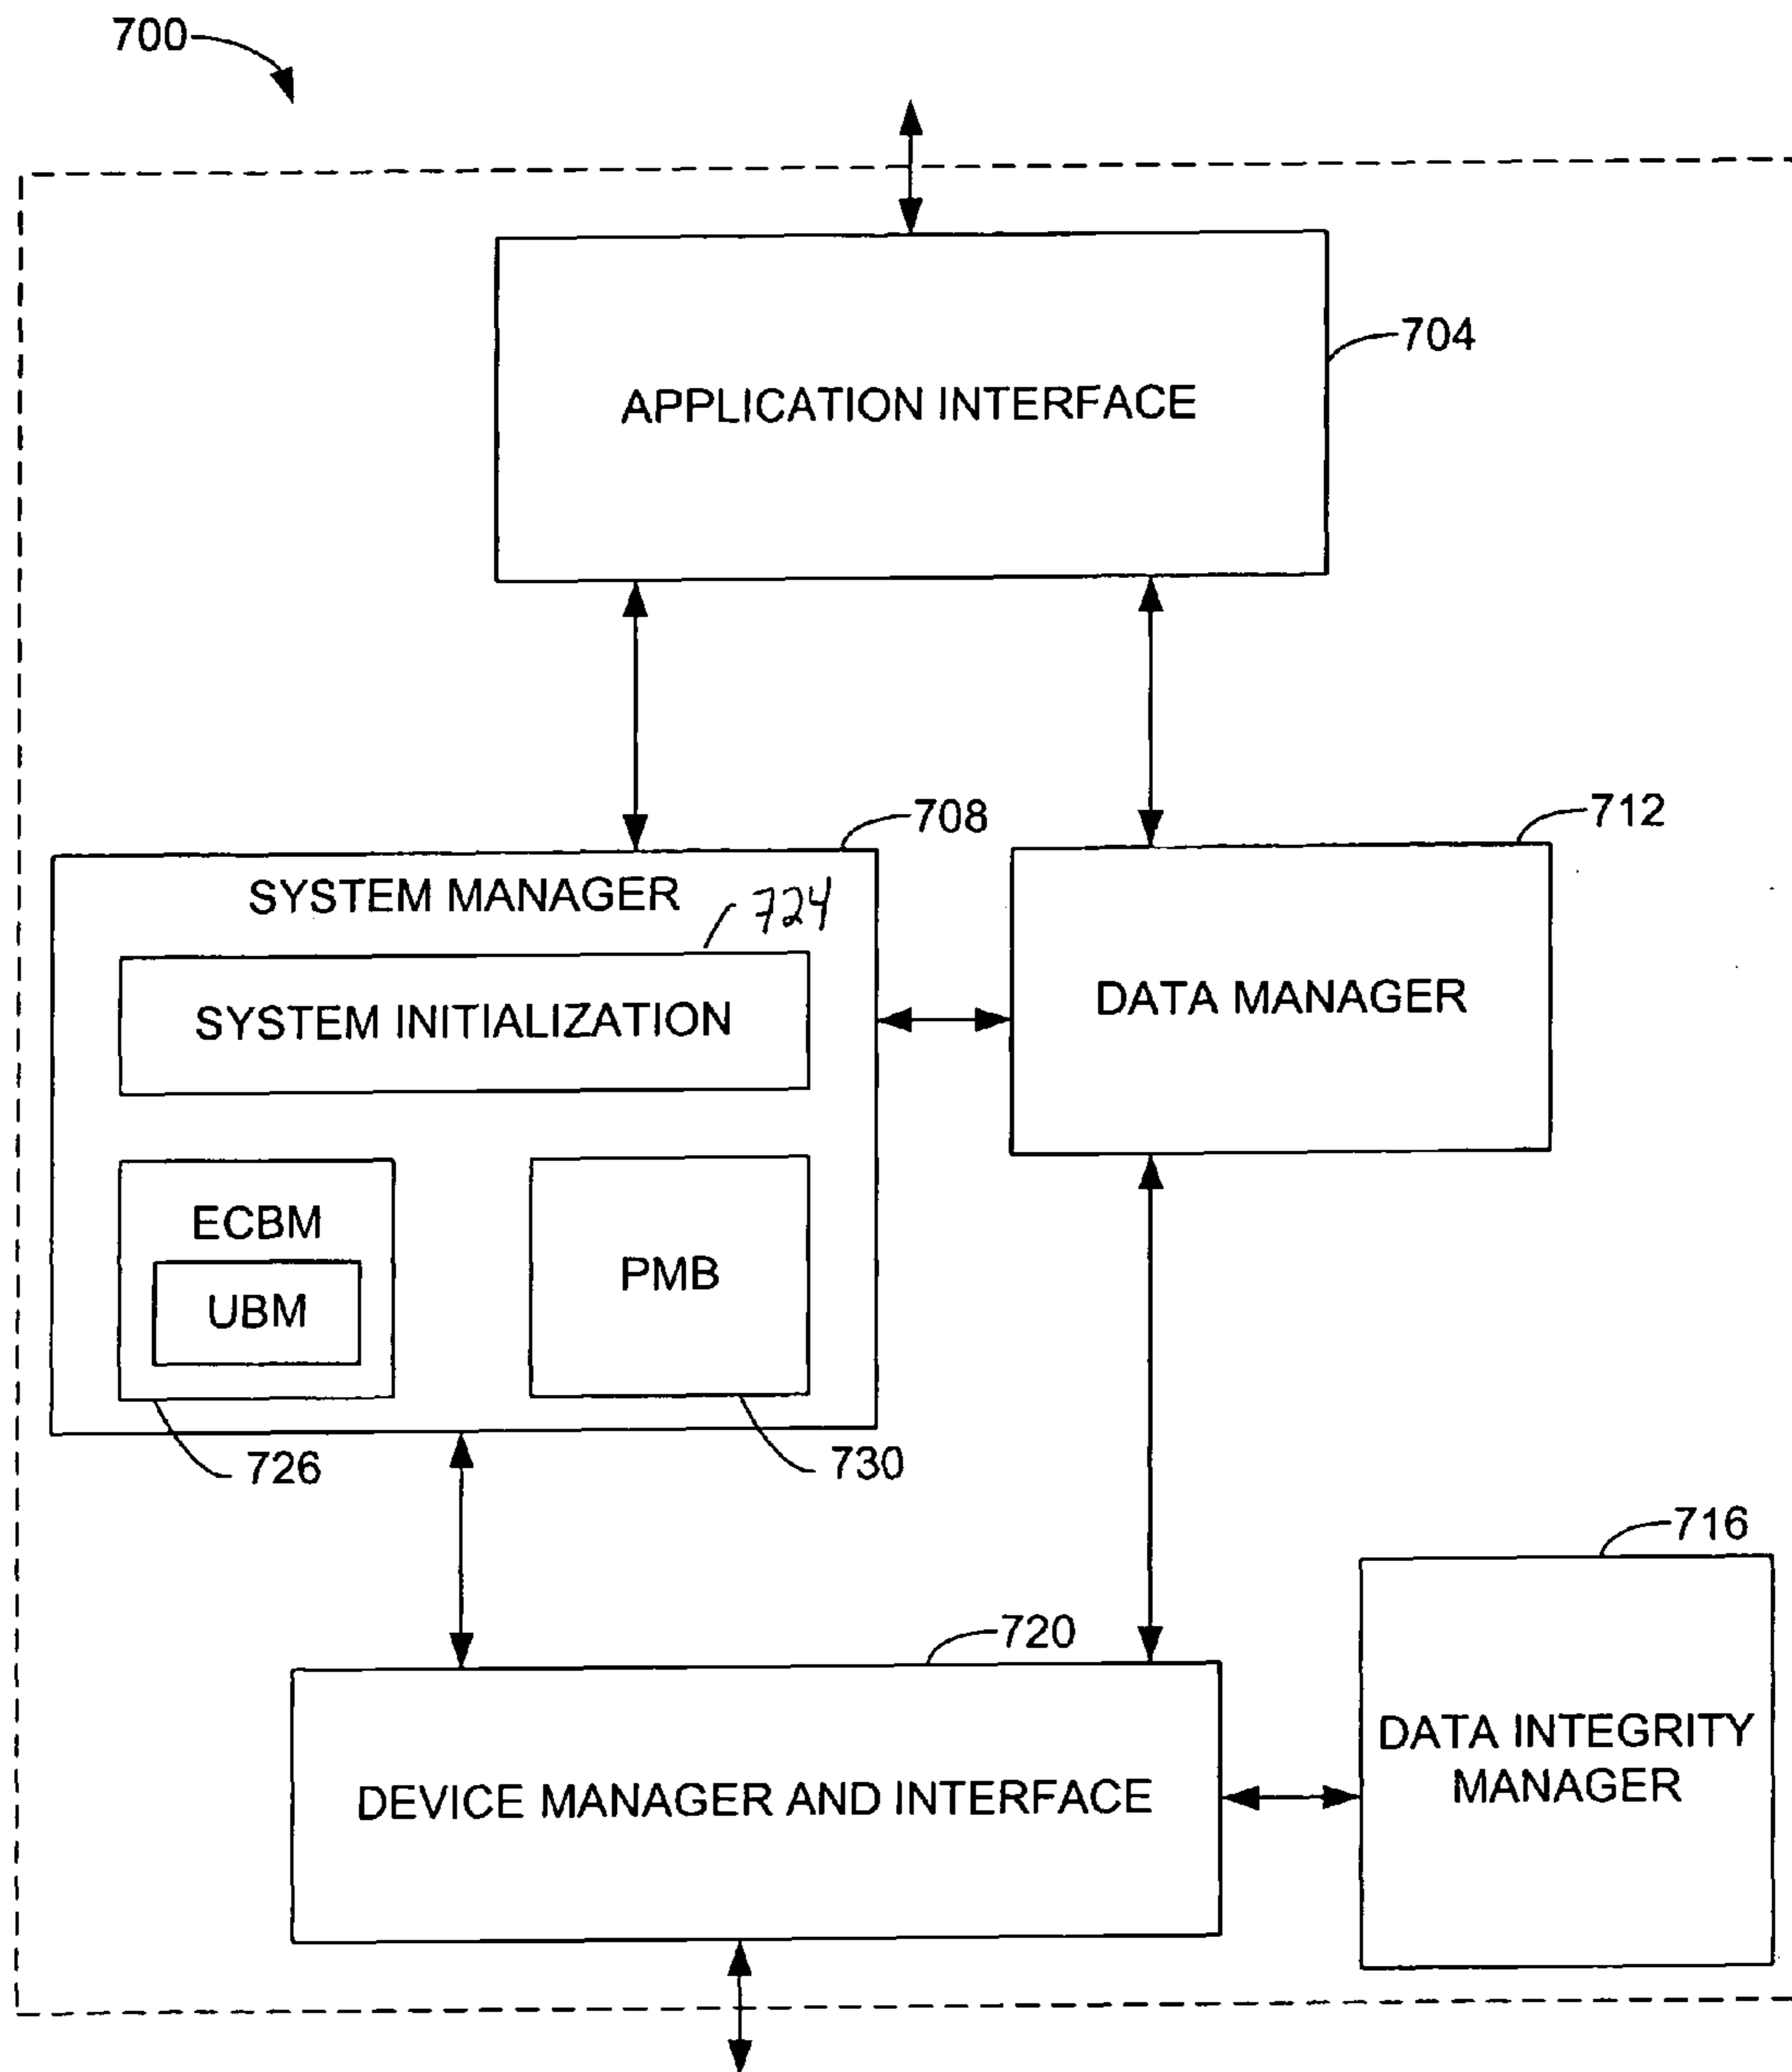 700
APPLICATION INTERFACE
704
708
712
SYSTEM MANAGER
724
SYSTEM INITIALIZATION
DATA MANAGER
ECBM
UBM
PMB
726
730
716
720
DATA INTEGRITY
MANAGER
DEVICE MANAGER AND INTERFACE